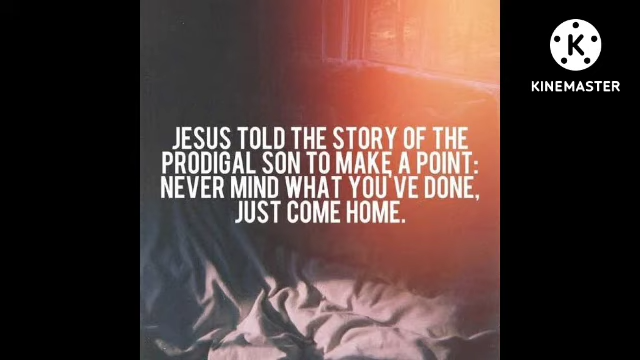 JESUS TOLD THE STORY OF THE
PRODIGAL SON TO MAKE A POINT:
NEVER MIND WHAT YOU'VE DONE,
JUST COME HOME.
K
KINEMASTER